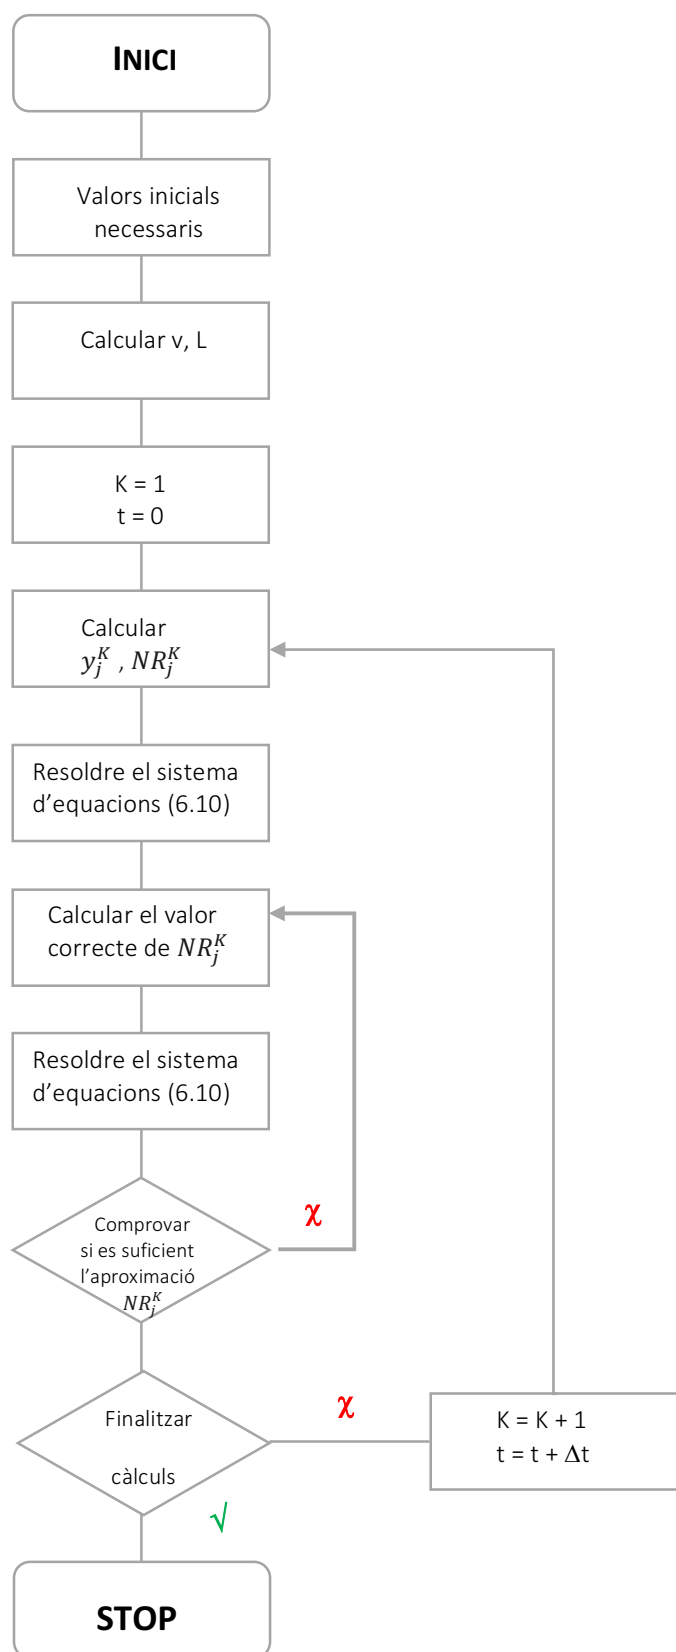 INICI
Valors inicials
necessaris
Calcular v, L
K = 1
t = 0
Calcular
$y_j^K$ , $NR_j^K$
Resoldre el sistema
d’equacions (6.10)
Calcular el valor
correcte de $NR_j^K$
Resoldre el sistema
d’equacions (6.10)
χ
Comprovar
si es suficient
l’aproximació
$NR_j^K$
χ
Finalitzar
càlculs
K = K + 1
t = t + Δt
√
STOP